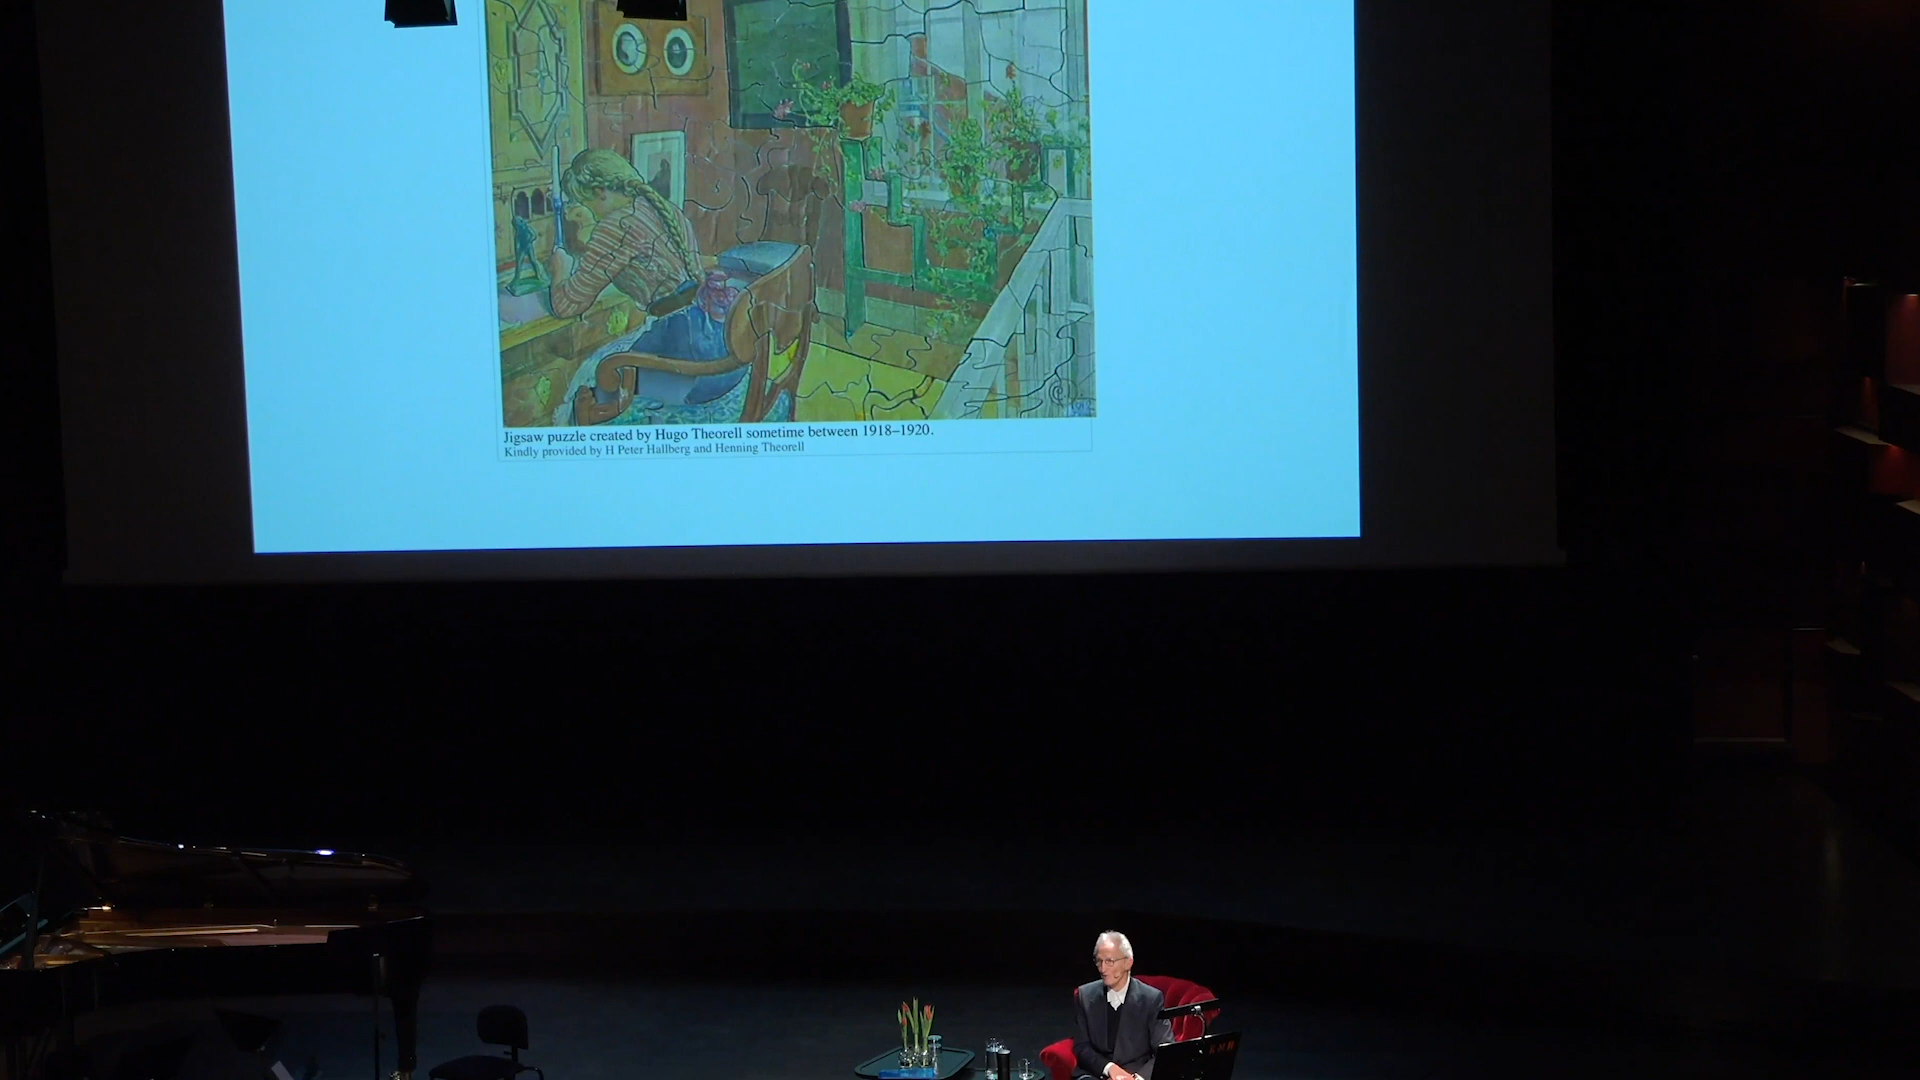 Jigsaw puzzle created by Hugo Theorell sometime between 1918–1920.
Kindly provided by H Peter Hallberg and Henning Theorell